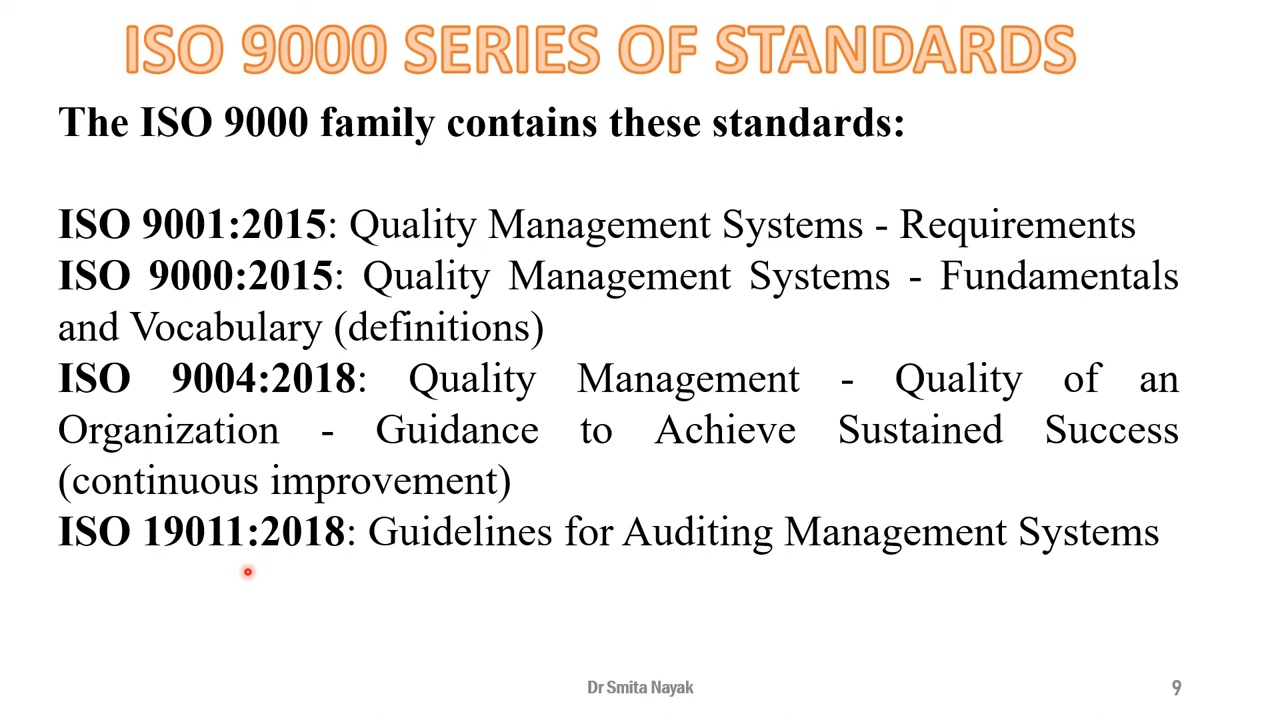 ISO 9000 SERIES OF STANDARDS
The ISO 9000 family contains these standards:
ISO 9001:2015: Quality Management Systems - Requirements
ISO 9000:2015: Quality Management Systems - Fundamentals
and Vocabulary (definitions)
ISO 9004:2018: Quality Management - Quality of an
Organization - Guidance to Achieve Sustained Success
(continuous improvement)
ISO 19011:2018: Guidelines for Auditing Management Systems
Dr Smita Nayak
9